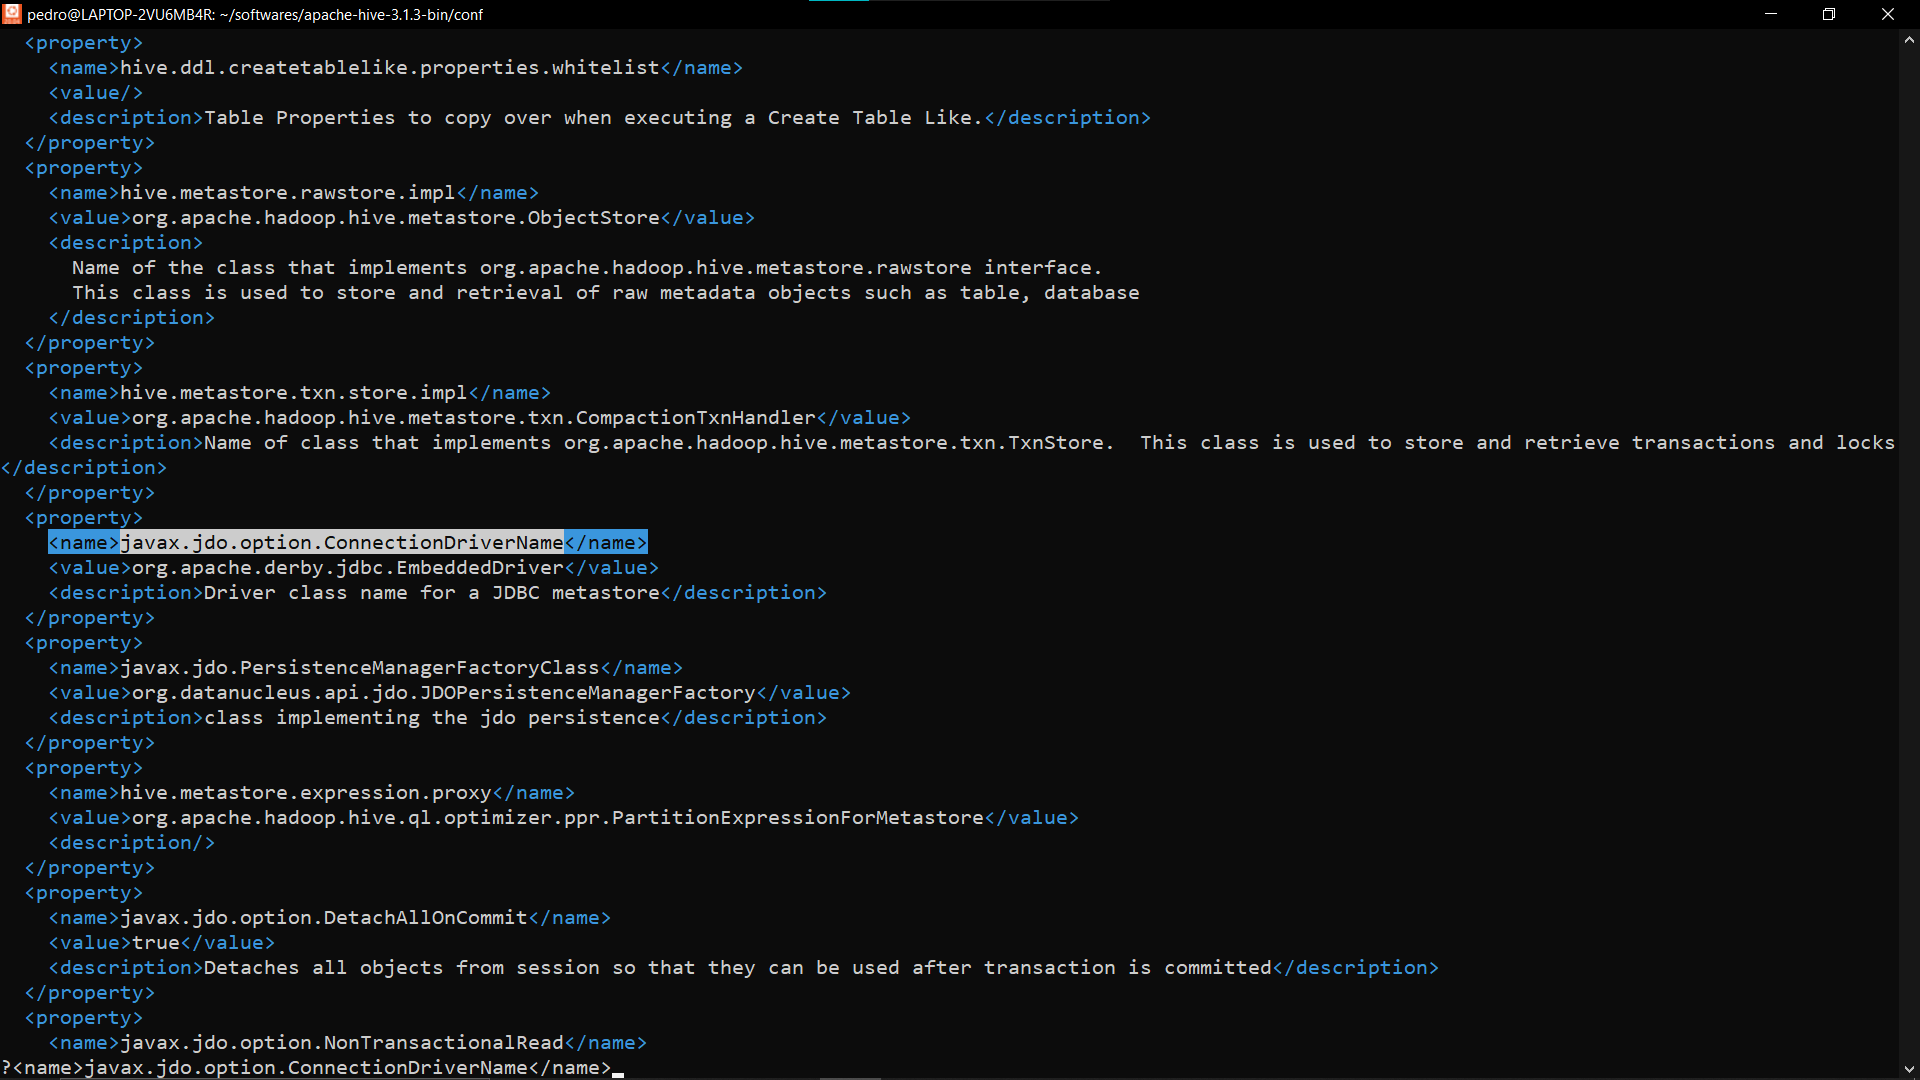 pedro@LAPTOP-2VU6MB4R: ~/softwares/apache-hive-3.1.3-bin/conf
<property>
<name>hive.ddl.createtablelike.properties.whitelist</name>
<value/>
<description>Table Properties to copy over when executing a Create Table Like.</description>
</property>
<property>
<name>hive.metastore.rawstore.impl</name>
<value>org.apache.hadoop.hive.metastore.ObjectStore</value>
<description>
Name of the class that implements org.apache.hadoop.hive.metastore.rawstore interface.
This class is used to store and retrieval of raw metadata objects such as table, database
</description>
</property>
<property>
<name>hive.metastore.txn.store.impl</name>
<value>org.apache.hadoop.hive.metastore.txn.CompactionTxnHandler</value>
<description>Name of class that implements org.apache.hadoop.hive.metastore.txn.TxnStore.  This class is used to store and retrieve transactions and locks
</description>
</property>
<property>
<name>javax.jdo.option.ConnectionDriverName</name>
<value>org.apache.derby.jdbc.EmbeddedDriver</value>
<description>Driver class name for a JDBC metastore</description>
</property>
<property>
<name>javax.jdo.PersistenceManagerFactoryClass</name>
<value>org.datanucleus.api.jdo.JDOPersistenceManagerFactory</value>
<description>class implementing the jdo persistence</description>
</property>
<property>
<name>hive.metastore.expression.proxy</name>
<value>org.apache.hadoop.hive.ql.optimizer.ppr.PartitionExpressionForMetastore</value>
<description/>
</property>
<property>
<name>javax.jdo.option.DetachAllOnCommit</name>
<value>true</value>
<description>Detaches all objects from session so that they can be used after transaction is committed</description>
</property>
<property>
<name>javax.jdo.option.NonTransactionalRead</name>
?<name>javax.jdo.option.ConnectionDriverName</name>